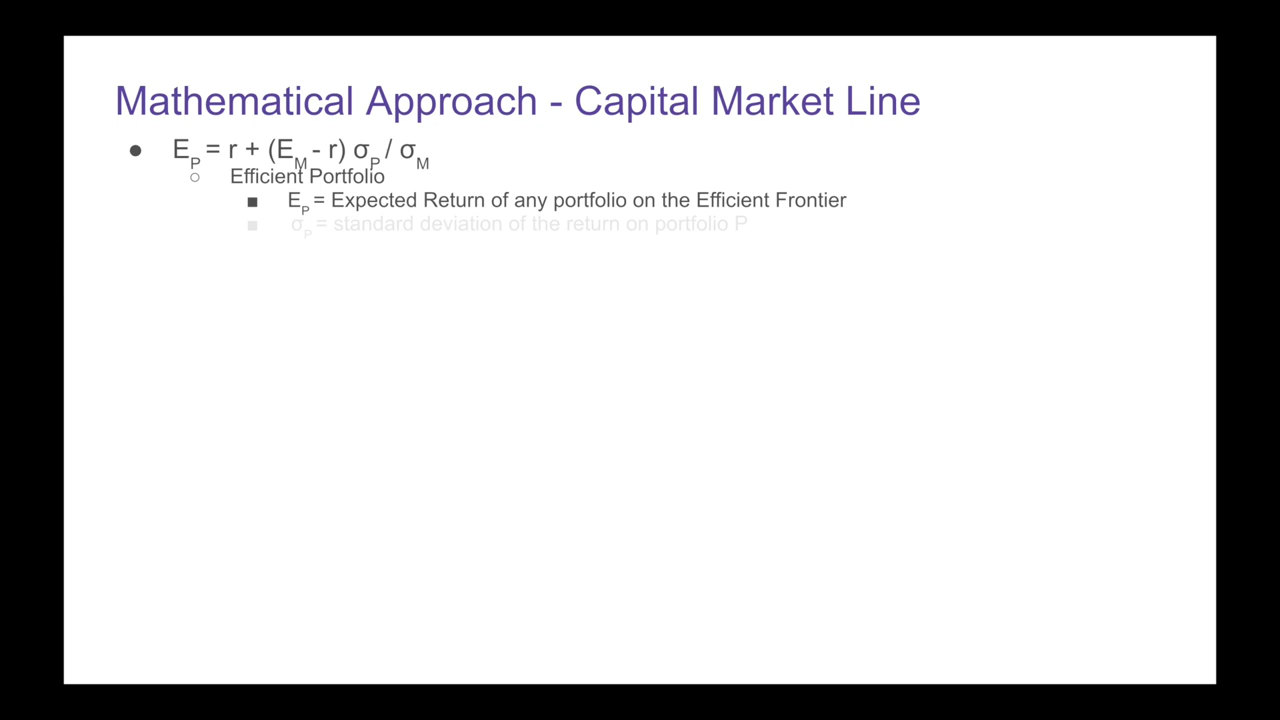 Mathematical Approach - Capital Market Line
● E_P = r + (E_M - r) σ_P / σ_M
○ Efficient Portfolio
■ E_P = Expected Return of any portfolio on the Efficient Frontier
■ σ_P = standard deviation of the return on portfolio P